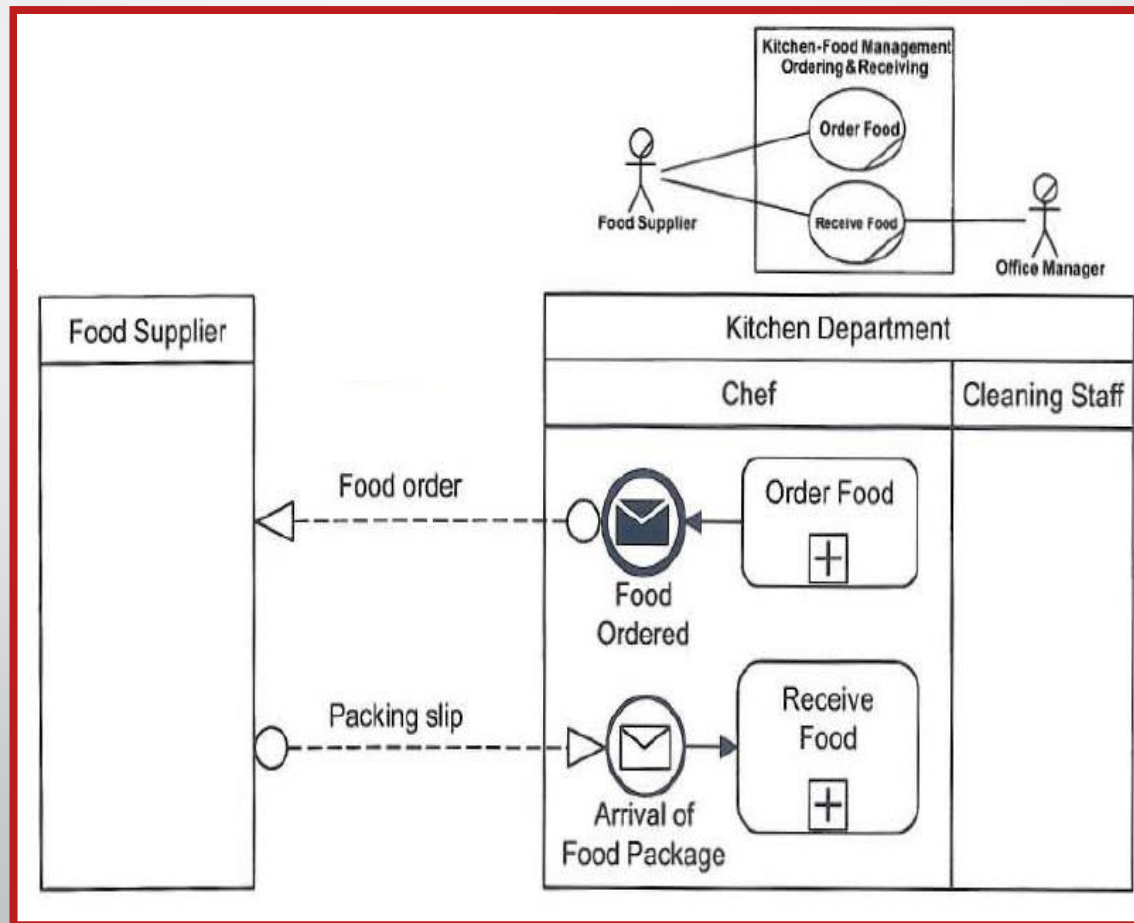 Kitchen-Food Management
Ordering & Receiving
Order Food
Food Supplier
Receive Food
Office Manager
Food Supplier
Kitchen Department
Chef
Cleaning Staff
Food order
Order Food
Food
Ordered
Packing slip
Receive
Food
Arrival of
Food Package